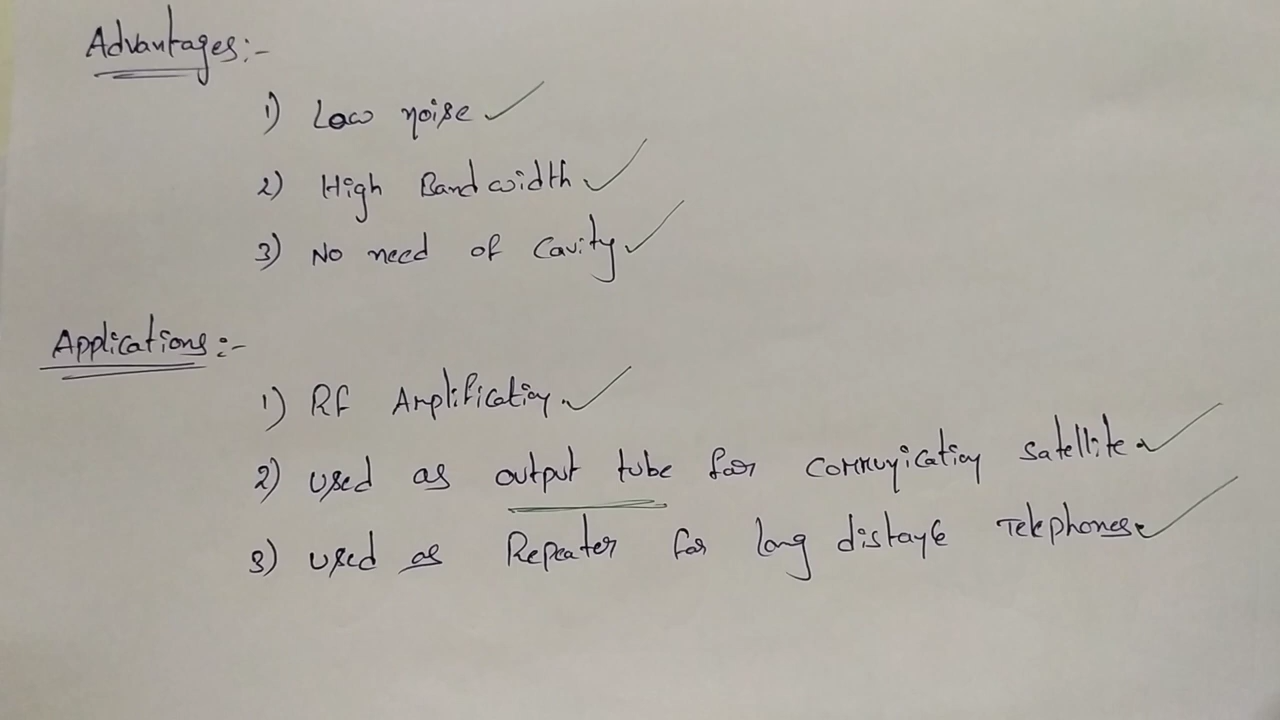 Advantages:-
1) Low noise
2) High Bandwidth
3) No need of Cavity
Applications:-
1) RF Amplification
2) used as output tube for communication satellite
3) used as Repeater for long distance Telephones